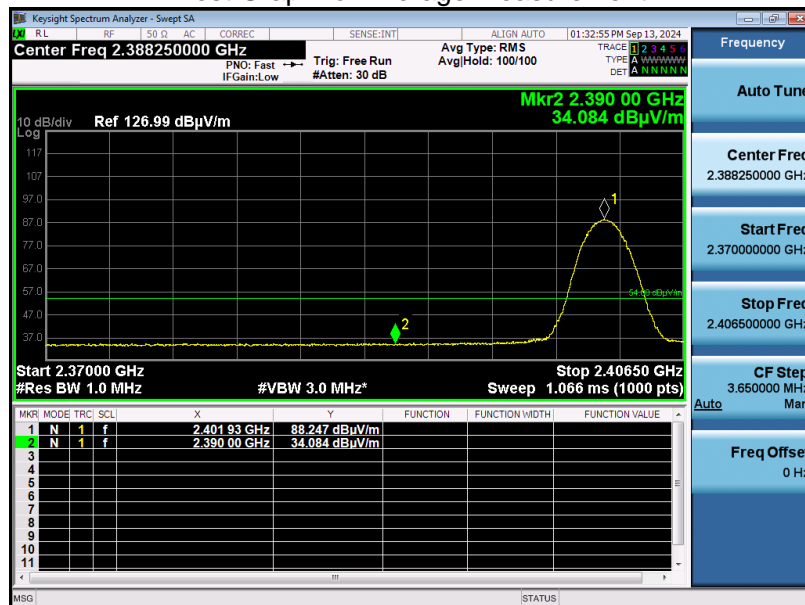 Keysight Spectrum Analyzer - Swept SA
LXI RL RF 50 Ω AC CORREC SENSE:INT ALIGN AUTO 01:32:55 PM Sep 13, 2024
Center Freq 2.388250000 GHz
PNO: Fast
IFGain:Low
Trig: Free Run
#Atten: 30 dB
Avg Type: RMS
Avg|Hold: 100/100
TRACE 1 2 3 4 5 6
TYPE A WWWWW
DET A N N N N N
Mkr2 2.390 00 GHz
34.084 dBµV/m
10 dB/div Ref 126.99 dBµV/m
Log
117
107
97.0
87.0
77.0
67.0
57.0
47.0
37.0
1
2
Start 2.37000 GHz Stop 2.40650 GHz
#Res BW 1.0 MHz #VBW 3.0 MHz* Sweep 1.066 ms (1000 pts)
MKR MODE TRC SCL X Y FUNCTION FUNCTION WIDTH FUNCTION VALUE
1 N 1 f 2.401 93 GHz 88.247 dBµV/m
2 N 1 f 2.390 00 GHz 34.084 dBµV/m
3
4
5
6
7
8
9
10
11
MSG STATUS
Frequency
Auto Tune
Center Freq
2.388250000 GHz
Start Freq
2.370000000 GHz
Stop Freq
2.406500000 GHz
CF Step
3.650000 MHz
Auto Man
Freq Offset
0 Hz